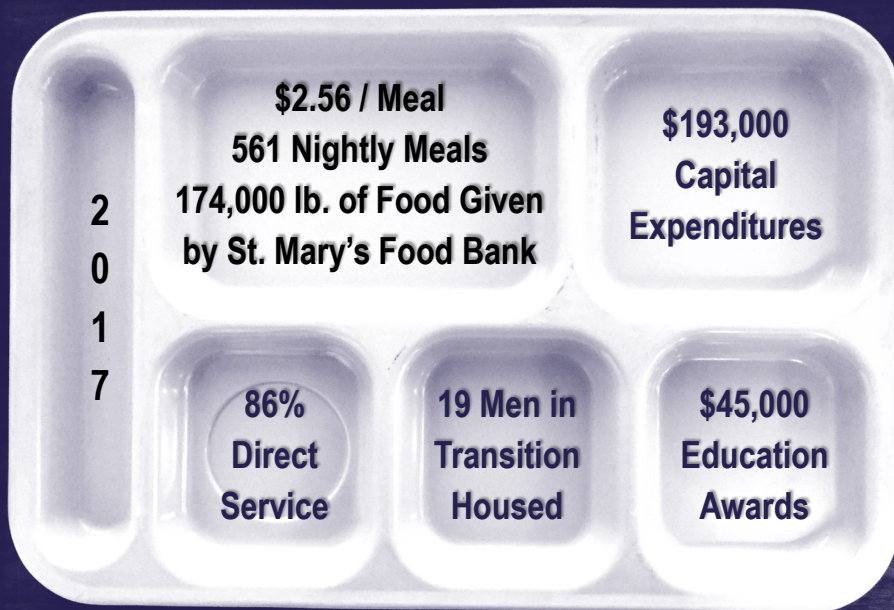 2
0
1
7
$2.56 / Meal
561 Nightly Meals
174,000 lb. of Food Given
by St. Mary’s Food Bank
$193,000
Capital
Expenditures
86%
Direct
Service
19 Men in
Transition
Housed
$45,000
Education
Awards